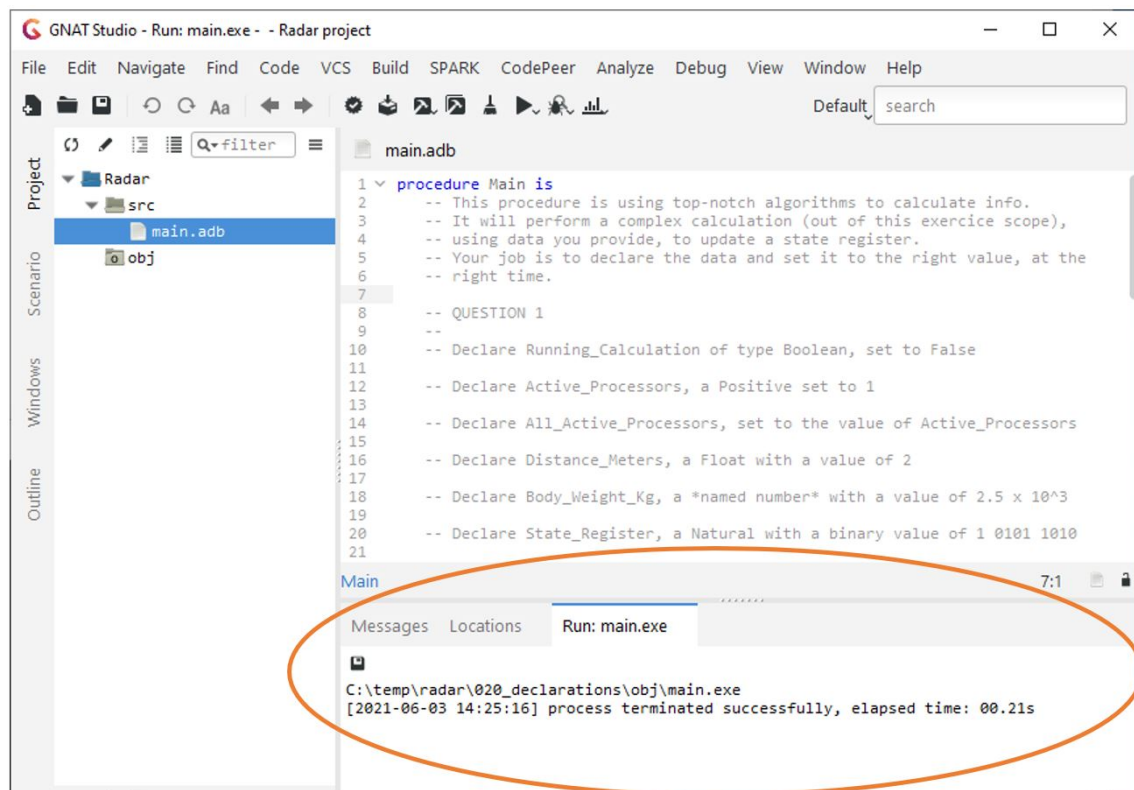 GNAT Studio - Run: main.exe - - Radar project
File Edit Navigate Find Code VCS Build SPARK CodePeer Analyze Debug View Window Help
Aa Default search
Project
Scenario
Windows
Outline
filter
Radar
src
main.adb
obj
main.adb
1 procedure Main is
2 -- This procedure is using top-notch algorithms to calculate info.
3 -- It will perform a complex calculation (out of this exercice scope),
4 -- using data you provide, to update a state register.
5 -- Your job is to declare the data and set it to the right value, at the
6 -- right time.
7
8 -- QUESTION 1
9 --
10 -- Declare Running_Calculation of type Boolean, set to False
11
12 -- Declare Active_Processors, a Positive set to 1
13
14 -- Declare All_Active_Processors, set to the value of Active_Processors
15
16 -- Declare Distance_Meters, a Float with a value of 2
17
18 -- Declare Body_Weight_Kg, a *named number* with a value of 2.5 x 10^3
19
20 -- Declare State_Register, a Natural with a binary value of 1 0101 1010
21
Main 7:1
Messages Locations Run: main.exe
C:\temp\radar\020_declarations\obj\main.exe
[2021-06-03 14:25:16] process terminated successfully, elapsed time: 00.21s